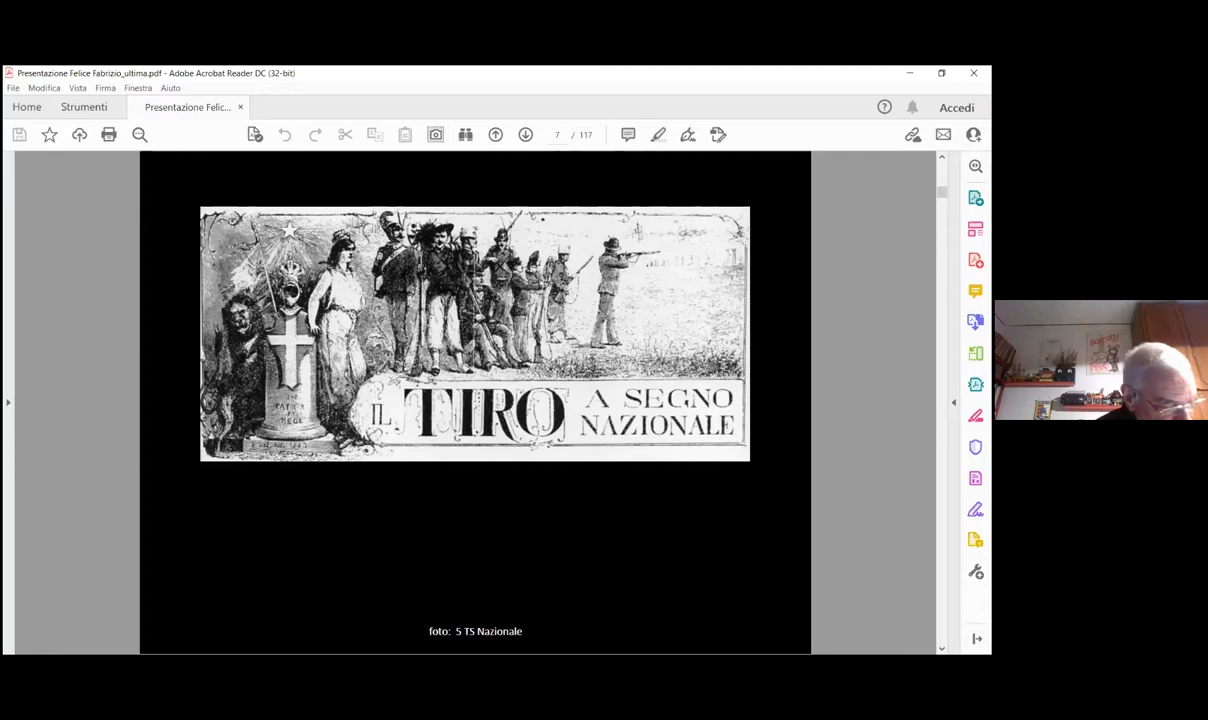 Presentazione Felice Fabrizio_ultima.pdf - Adobe Acrobat Reader DC (32-bit)
File Modifica Vista Firma Finestra Aiuto
Home Strumenti Presentazione Felic... × Accedi
7 / 117
PATRIA
REGE
IL TIRO A SEGNO
NAZIONALE
foto: 5 TS Nazionale